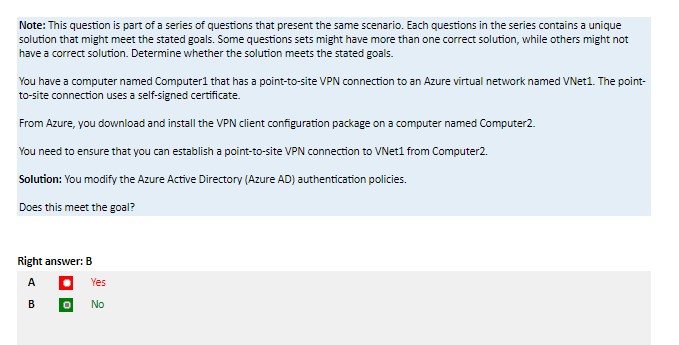 Note: This question is part of a series of questions that present the same scenario. Each questions in the series contains a unique
solution that might meet the stated goals. Some questions sets might have more than one correct solution, while others might not
have a correct solution. Determine whether the solution meets the stated goals.
You have a computer named Computer1 that has a point-to-site VPN connection to an Azure virtual network named VNet1. The point-
to-site connection uses a self-signed certificate.
From Azure, you download and install the VPN client configuration package on a computer named Computer2.
You need to ensure that you can establish a point-to-site VPN connection to VNet1 from Computer2.
Solution: You modify the Azure Active Directory (Azure AD) authentication policies.
Does this meet the goal?
Right answer: B
A Yes
B No